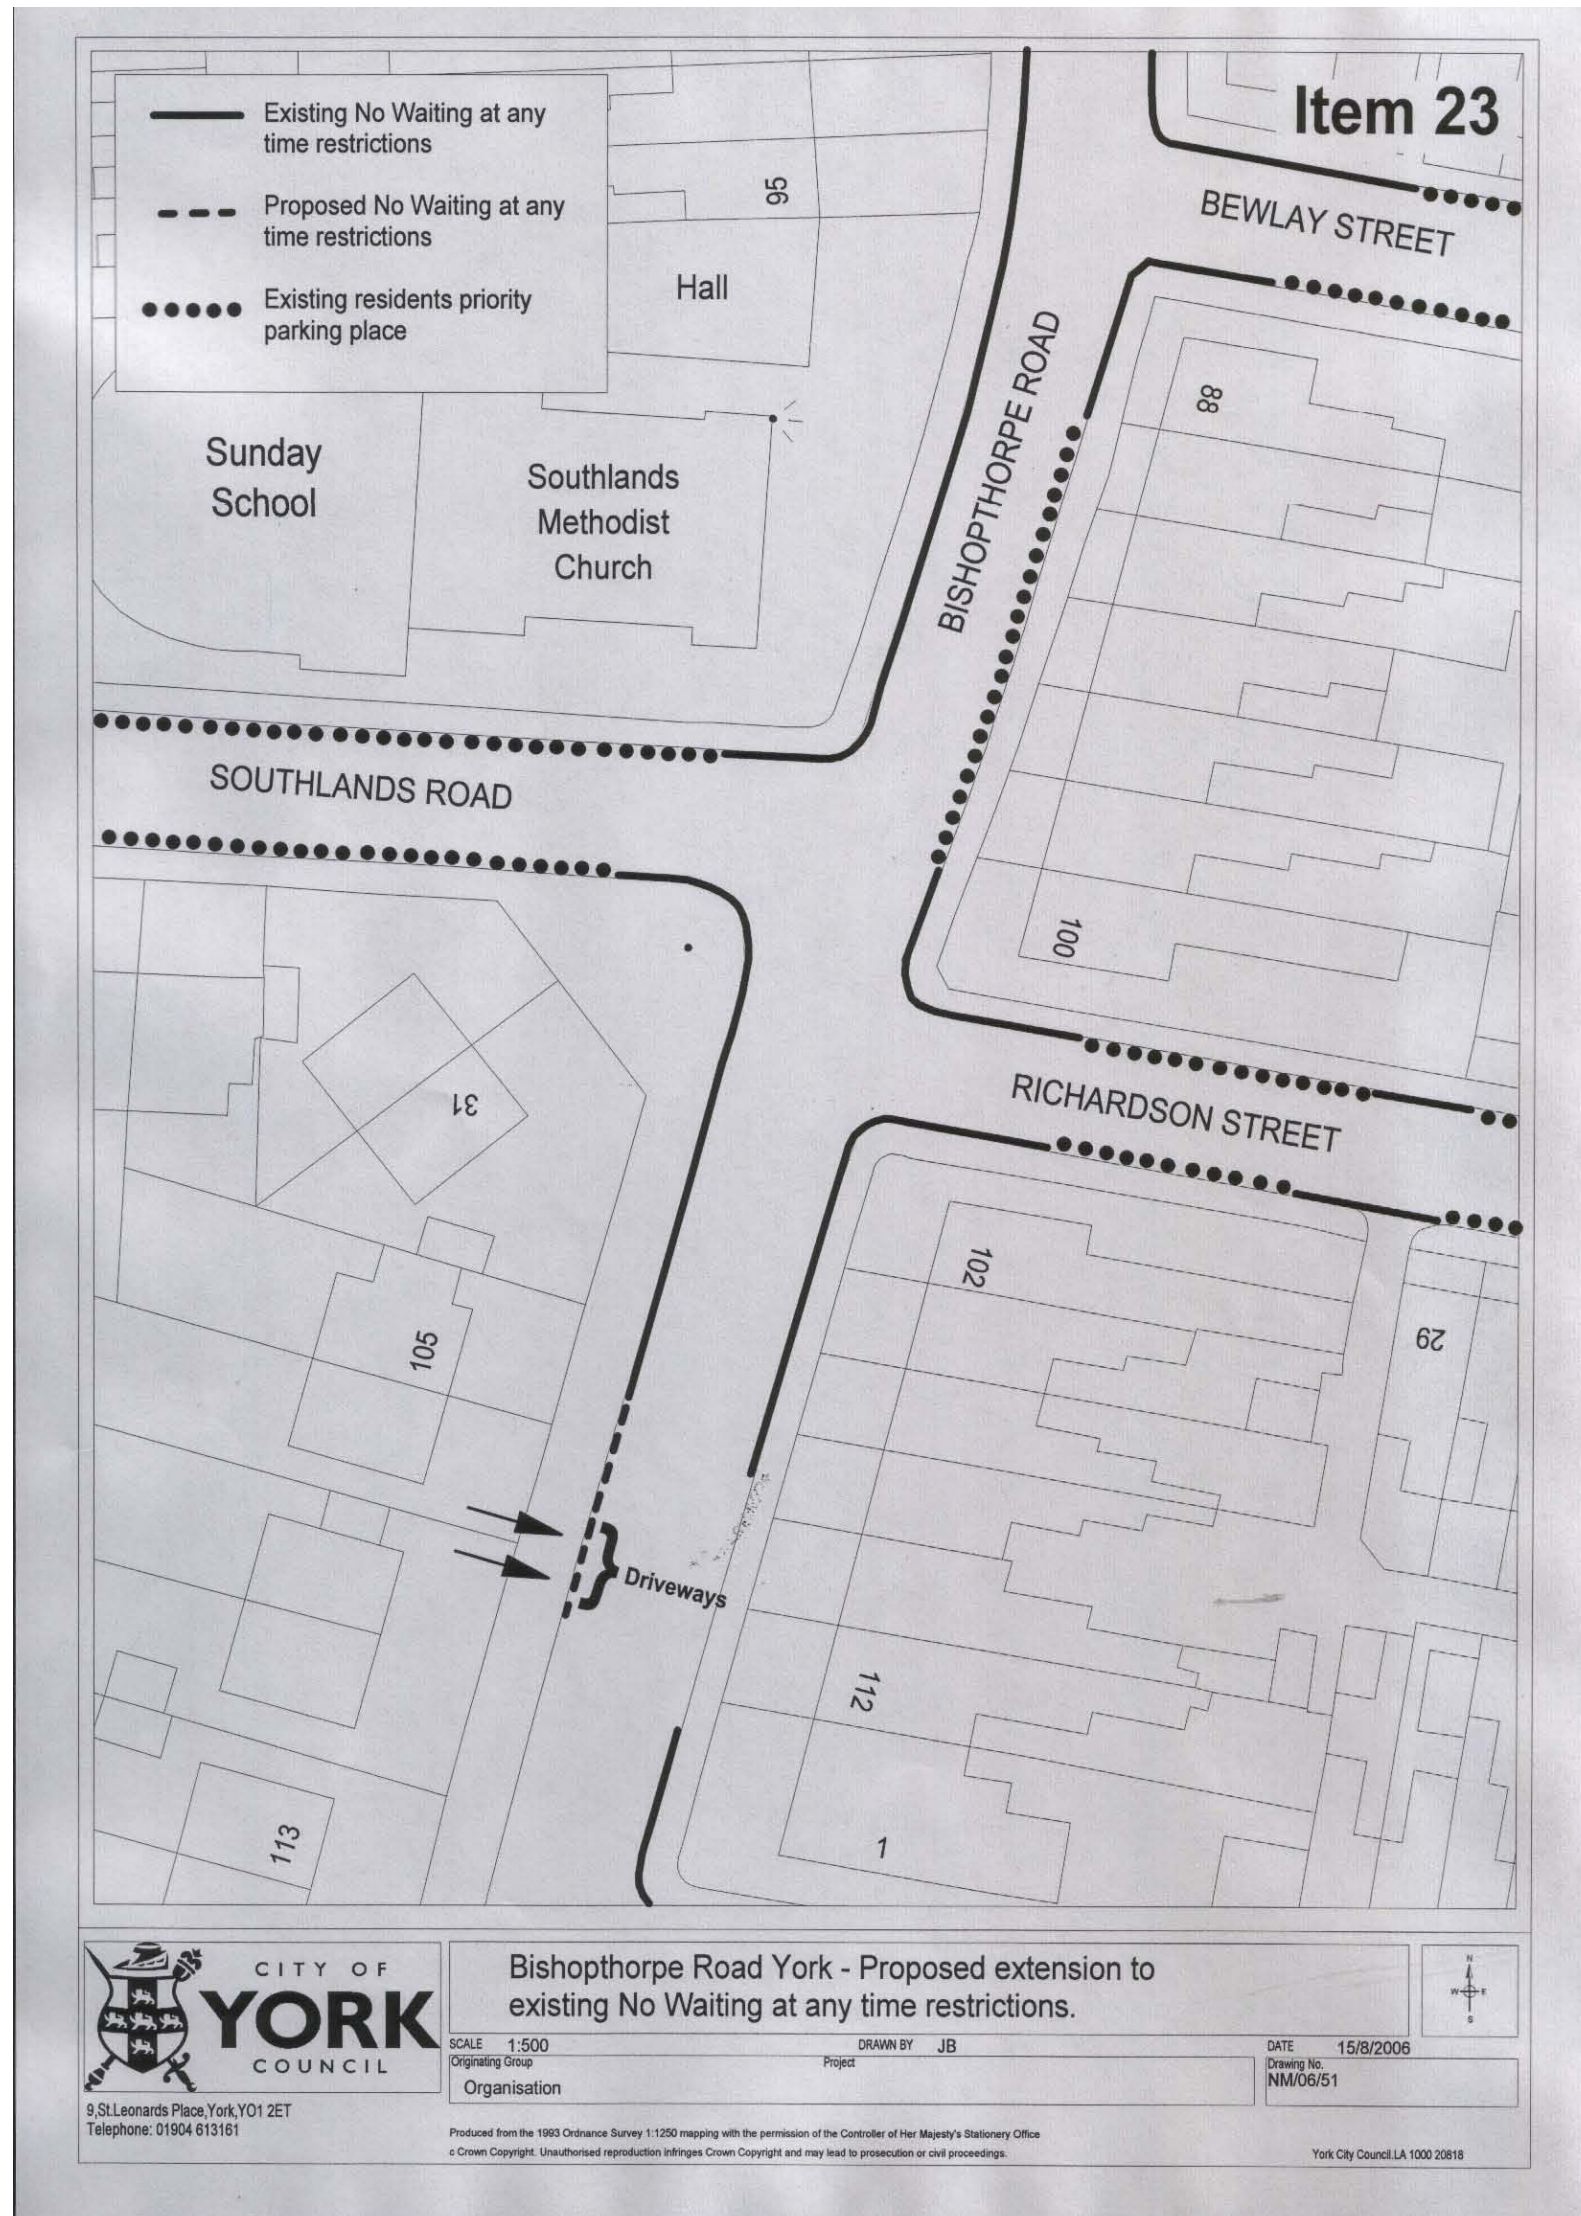 Existing No Waiting at any
time restrictions
Proposed No Waiting at any
time restrictions
Existing residents priority
parking place
Item 23
95
Hall
BEWLAY STREET
BISHOPTHORPE ROAD
88
Sunday
School
Southlands
Methodist
Church
SOUTHLANDS ROAD
100
31
RICHARDSON STREET
102
105
29
Driveways
112
113
1
CITY OF
YORK
COUNCIL
9,St.Leonards Place,York,YO1 2ET
Telephone: 01904 613161
Bishopthorpe Road York - Proposed extension to
existing No Waiting at any time restrictions.
N
W E
S
SCALE 1:500
DRAWN BY JB
DATE 15/8/2006
Originating Group
Organisation
Project
Drawing No.
NM/06/51
Produced from the 1993 Ordnance Survey 1:1250 mapping with the permission of the Controller of Her Majesty's Stationery Office
c Crown Copyright. Unauthorised reproduction infringes Crown Copyright and may lead to prosecution or civil proceedings.
York City Council.LA 1000 20818